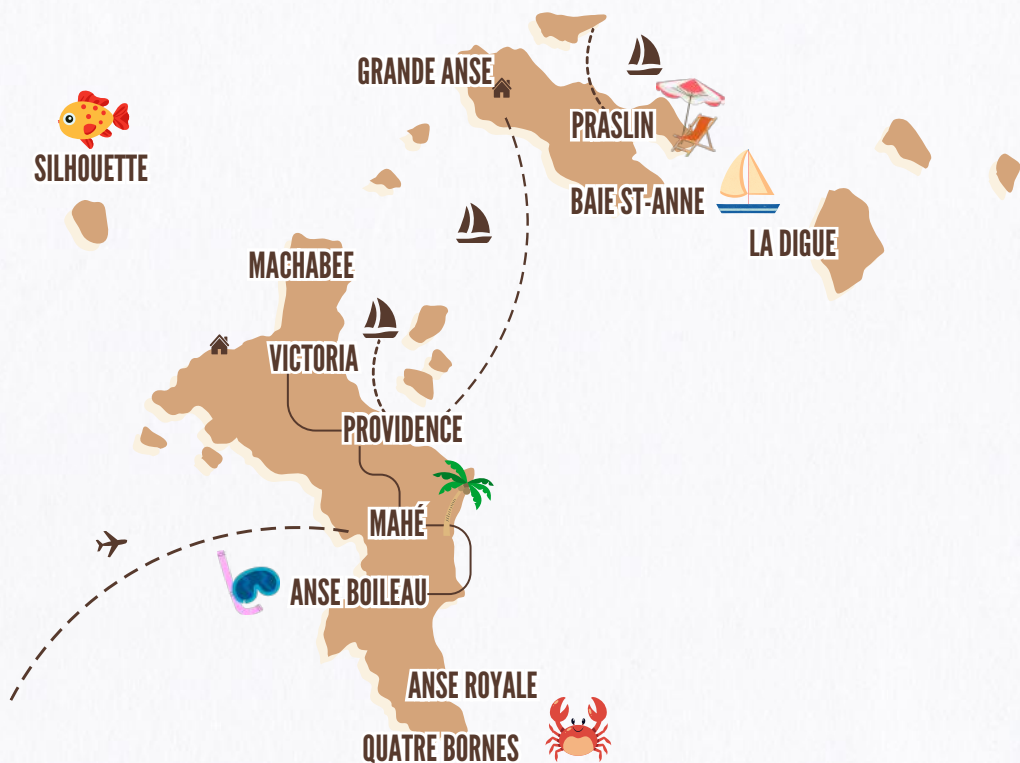 GRANDE ANSE
PRASLIN
SILHOUETTE
BAIE ST-ANNE
LA DIGUE
MACHABEE
VICTORIA
PROVIDENCE
MAHÉ
ANSE BOILEAU
ANSE ROYALE
QUATRE BORNES